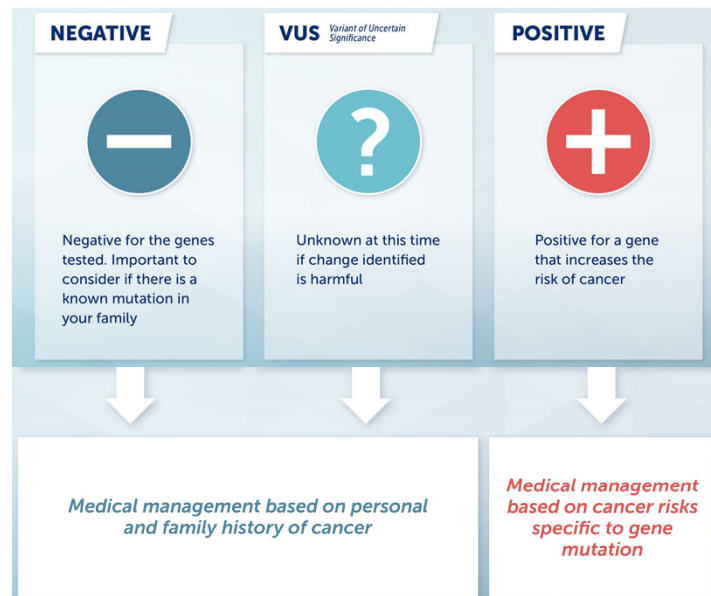 NEGATIVE
VUS Variant of Uncertain
Significance
POSITIVE
?
Negative for the genes
tested. Important to
consider if there is a
known mutation in
your family
Unknown at this time
if change identified
is harmful
Positive for a gene
that increases the
risk of cancer
Medical management based on personal
and family history of cancer
Medical management
based on cancer risks
specific to gene
mutation